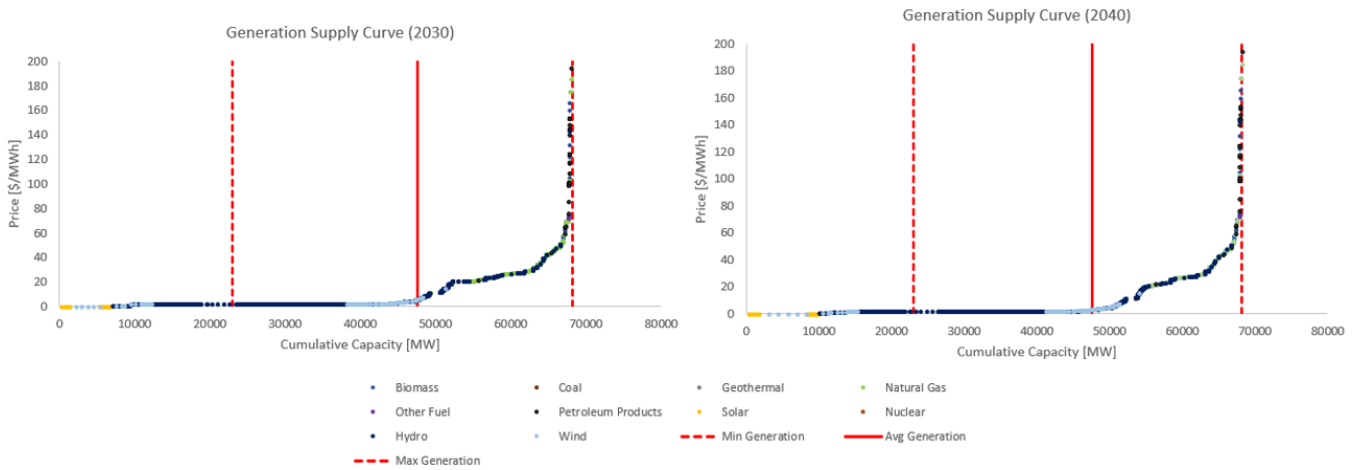 Generation Supply Curve (2030)
200
180
160
140
120
100
80
60
40
20
0
Price [$/MWh]
0 10000 20000 30000 40000 50000 60000 70000 80000
Cumulative Capacity [MW]
Generation Supply Curve (2040)
200
180
160
140
120
100
80
60
40
20
0
Price [$/MWh]
0 10000 20000 30000 40000 50000 60000 70000 80000
Cumulative Capacity [MW]
Biomass Coal Geothermal Natural Gas
Other Fuel Petroleum Products Solar Nuclear
Hydro Wind Min Generation Avg Generation
Max Generation